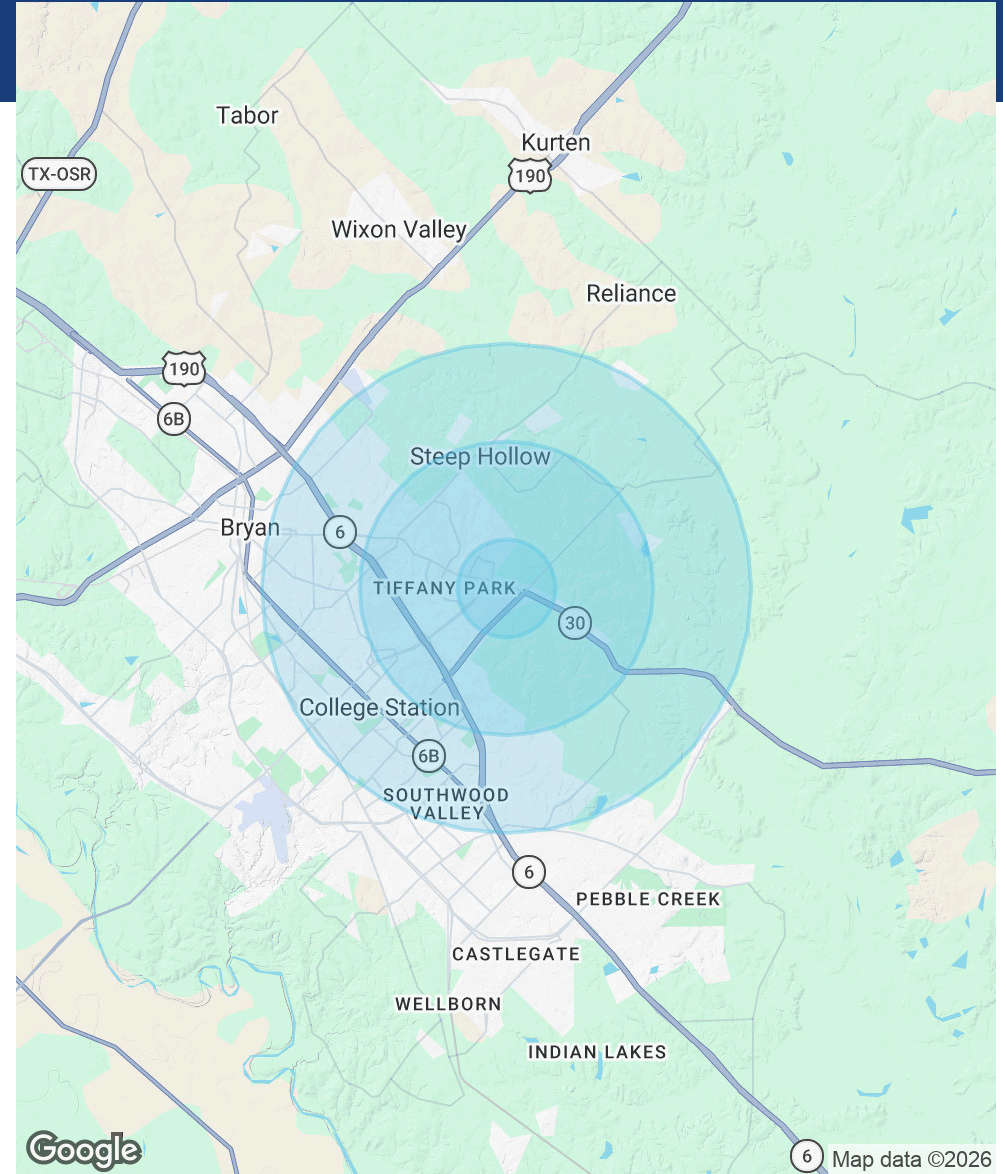 Tabor
Kurten
TX-OSR
190
Wixon Valley
Reliance
190
6B
Steep Hollow
Bryan
6
TIFFANY PARK
30
College Station
6B
SOUTHWOOD
VALLEY
6
PEBBLE CREEK
CASTLEGATE
WELLBORN
INDIAN LAKES
Google
6
Map data ©2026